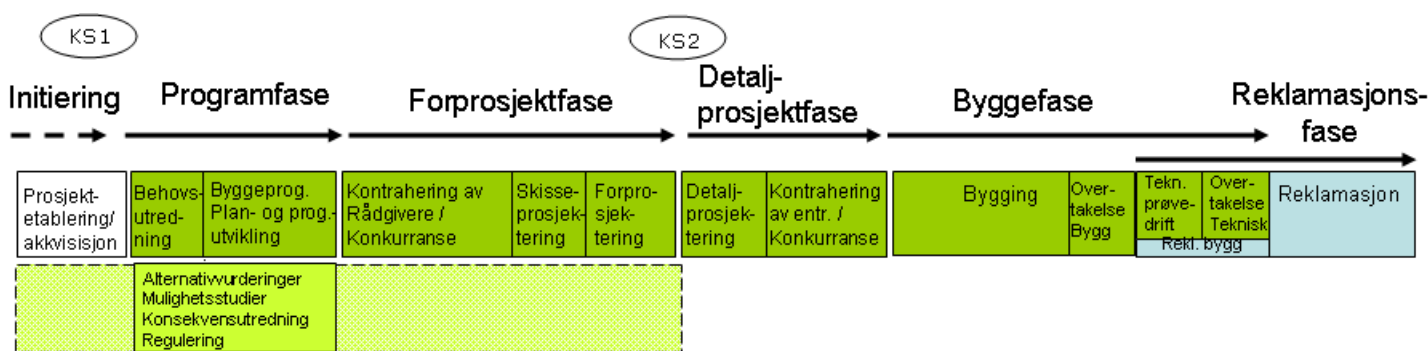 KS1
KS2
Initiering
Programfase
Forprosjektfase
Detalj-
prosjektfase
Byggefase
Reklamasjons-
fase
Prosjekt-
etablering/
akkvisisjon
Behovs-
utred-
ning
Byggeprog.
Plan- og prog.-
utvikling
Kontrahering av
Rådgivere /
Konkurranse
Skisse-
prosjek-
tering
Forpro-
sjek-
tering
Detalj-
prosjek-
tering
Kontrahering
av entr. /
Konkurranse
Bygging
Over-
takelse
Bygg
Tekn.
prøve-
drift
Over-
takelse
Teknisk
Rekl. bygg
Reklamasjon
Alternativvurderinger
Mulighetsstudier
Konsekvensutredning
Regulering